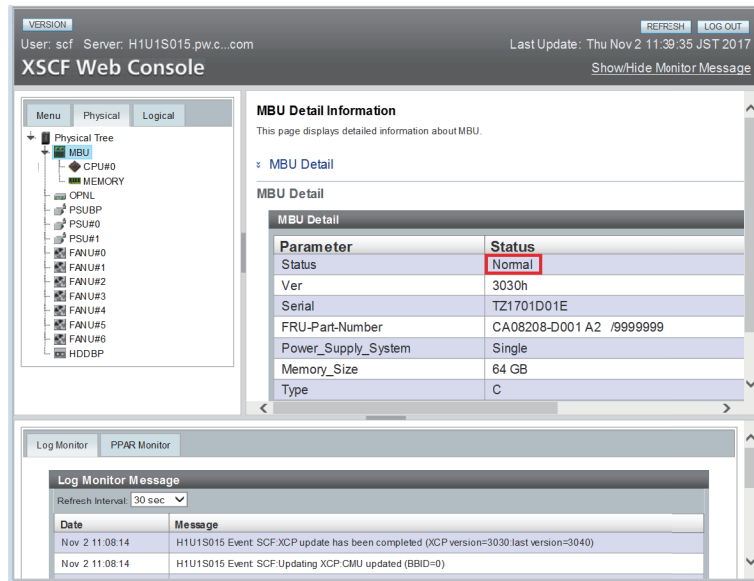 VERSION
REFRESH LOG OUT
User: scf Server: H1U1S015.pw.c...com
Last Update: Thu Nov 2 11:39:35 JST 2017
XSCF Web Console
Show/Hide Monitor Message
Menu Physical Logical
Physical Tree
MBU
CPU#0
MEMORY
OPNL
PSUBP
PSU#0
PSU#1
FANU#0
FANU#1
FANU#2
FANU#3
FANU#4
FANU#5
FANU#6
HDDBP
MBU Detail Information
This page displays detailed information about MBU.
MBU Detail
MBU Detail
MBU Detail
Parameter Status
Status Normal
Ver 3030h
Serial TZ1701D01E
FRU-Part-Number CA08208-D001 A2 /9999999
Power_Supply_System Single
Memory_Size 64 GB
Type C
Log Monitor PPAR Monitor
Log Monitor Message
Refresh Interval: 30 sec
Date Message
Nov 2 11:08:14 H1U1S015 Event: SCF:XCP update has been completed (XCP version=3030:last version=3040)
Nov 2 11:08:14 H1U1S015 Event: SCF:Updating XCP:CMU updated (BBID=0)